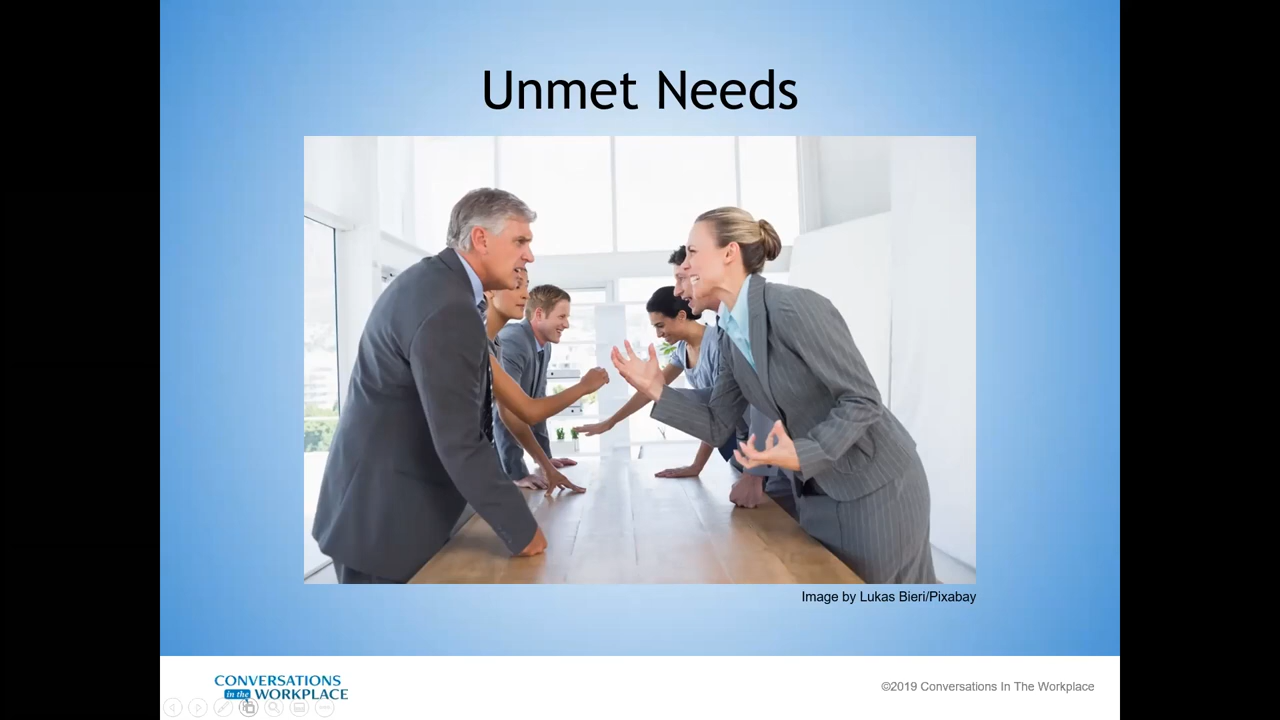 Unmet Needs
Image by Lukas Bieri/Pixabay
CONVERSATIONS
in the WORKPLACE
©2019 Conversations In The Workplace